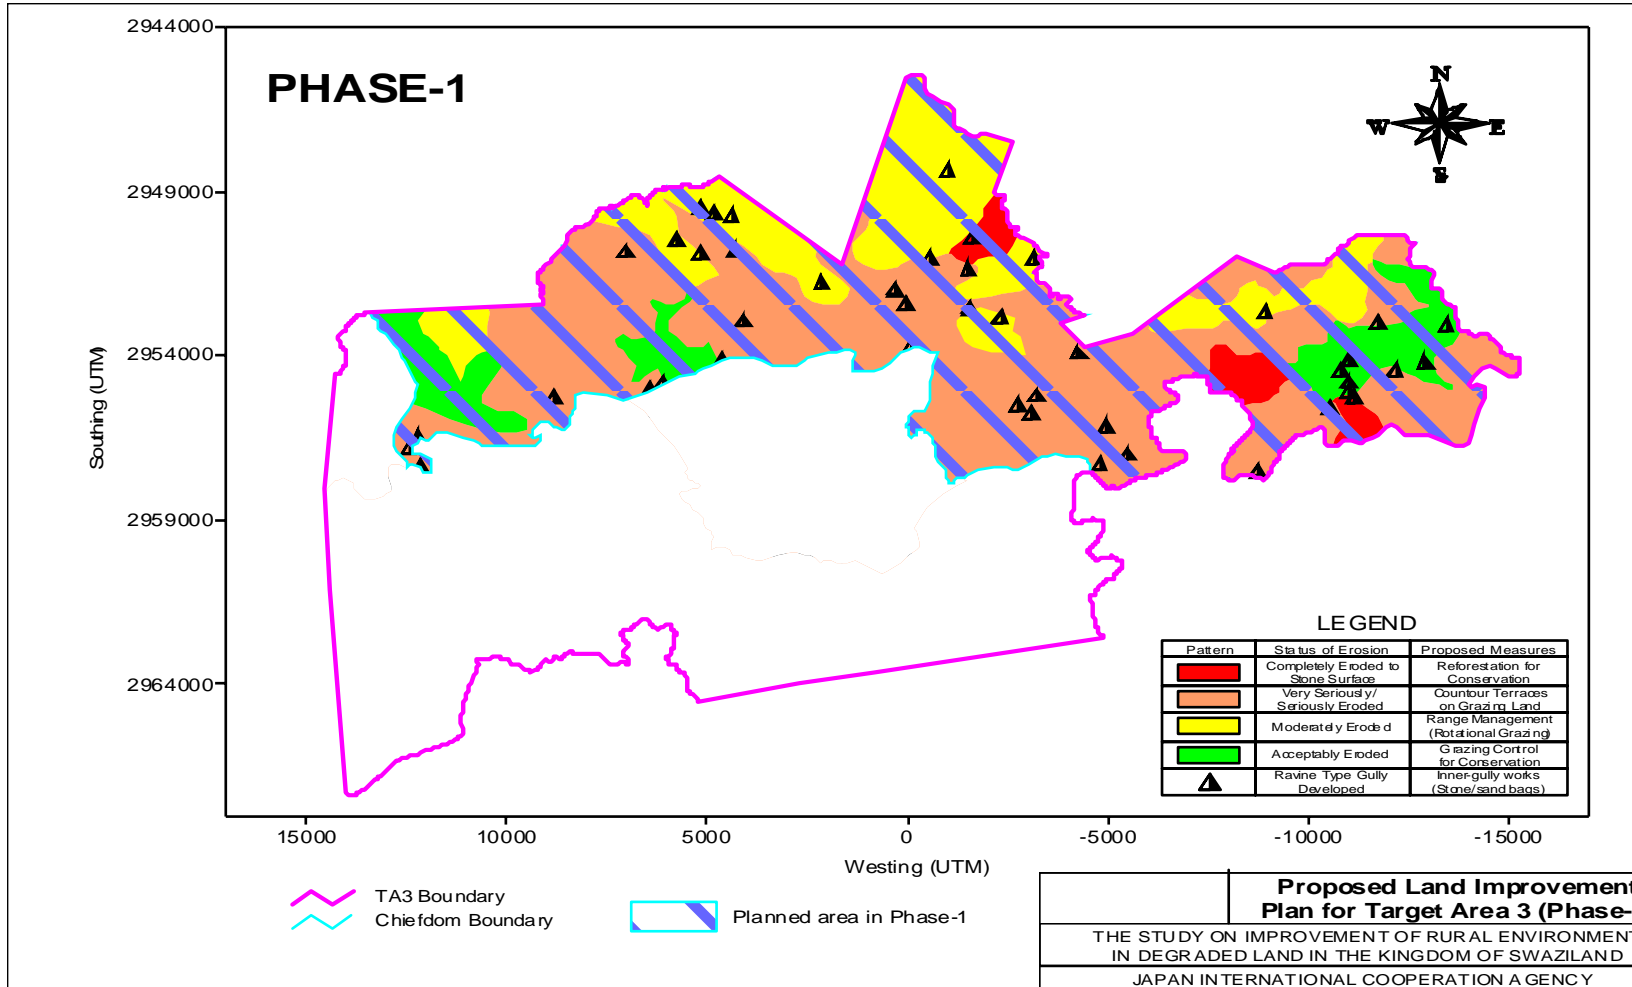 2944000
PHASE-1
N
W E
S
2949000
2954000
Southing (UTM)
2959000
2964000
LEGEND
Pattern Status of Erosion Proposed Measures
Completely Eroded to Stone Surface Reforestation for Conservation
Very Seriously/ Seriously Eroded Countour Terraces on Grazing Land
Moderately Eroded Range Management (Rotational Grazing)
Acceptably Eroded Grazing Control for Conservation
Ravine Type Gully Developed Inner-gully works (Stone/sand bags)
15000 10000 5000 0 -5000 -10000 -15000
Westing (UTM)
TA3 Boundary
Chiefdom Boundary
Planned area in Phase-1
Proposed Land Improvement
Plan for Target Area 3 (Phase-
THE STUDY ON IMPROVEMENT OF RURAL ENVIRONMENT
IN DEGRADED LAND IN THE KINGDOM OF SWAZILAND
JAPAN INTERNATIONAL COOPERATION AGENCY